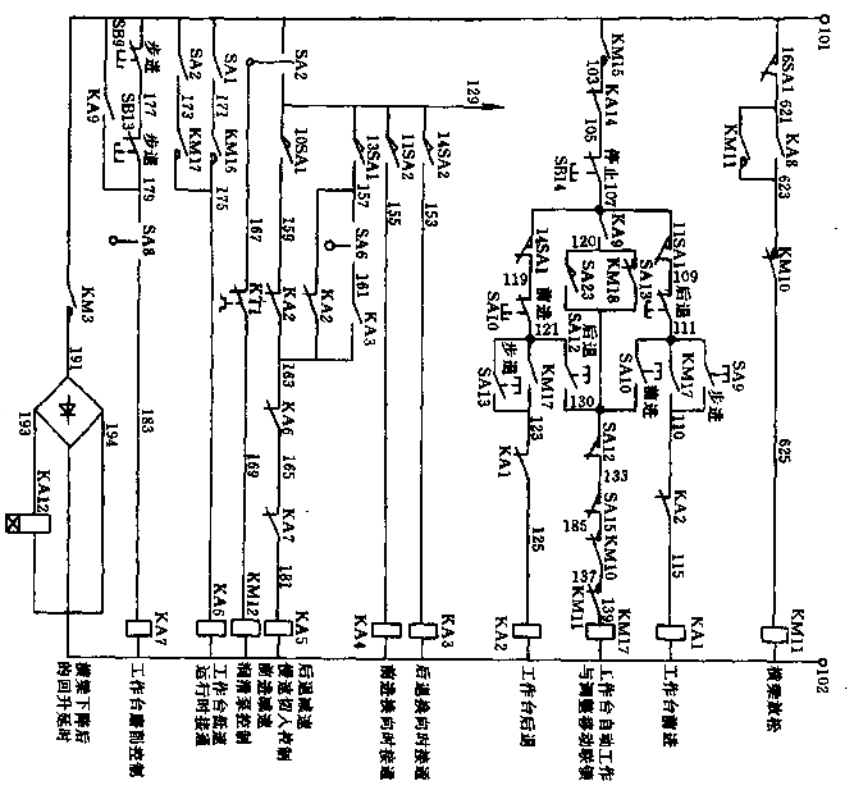 101
16SA1
621
KA8
KM11
623
KM10
625
KM11
102
横梁放松
KM15
103
KA14
105
停止
SB14
107
11SA1
109
SA13
后退
111
SA9
步进
KM17
SA10
前进
110
KA2
115
KA1
工作台前进
KA9
120
KM18
SA23
SA12
后退
130
SA12
133
SA15
185
KM10
137
KM11
139
KM17
工作台自动工作
与调整移动联锁
14SA1
119
前进
SA10
121
KM17
步退
SA13
123
KA1
125
KA2
工作台后退
129
14SA2
153
KA3
后退换向时接通
11SA2
155
KA4
前进换向时接通
13SA1
157
SA6
161
KA3
KA2
SA2
10SA1
159
KA2
163
KA6
165
KA7
181
KA5
后退减速
慢速切入控制
前进减速
167
KT1
169
KM12
润滑泵控制
SA1
171
KM16
175
SA2
173
KM17
KA6
工作台低速
运行时接通
步进
SB9
177
步退
SB13
179
KA9
SA8
183
KA7
工作台磨削控制
KM3
191
193
194
KA12
横梁下降后
的回升延时